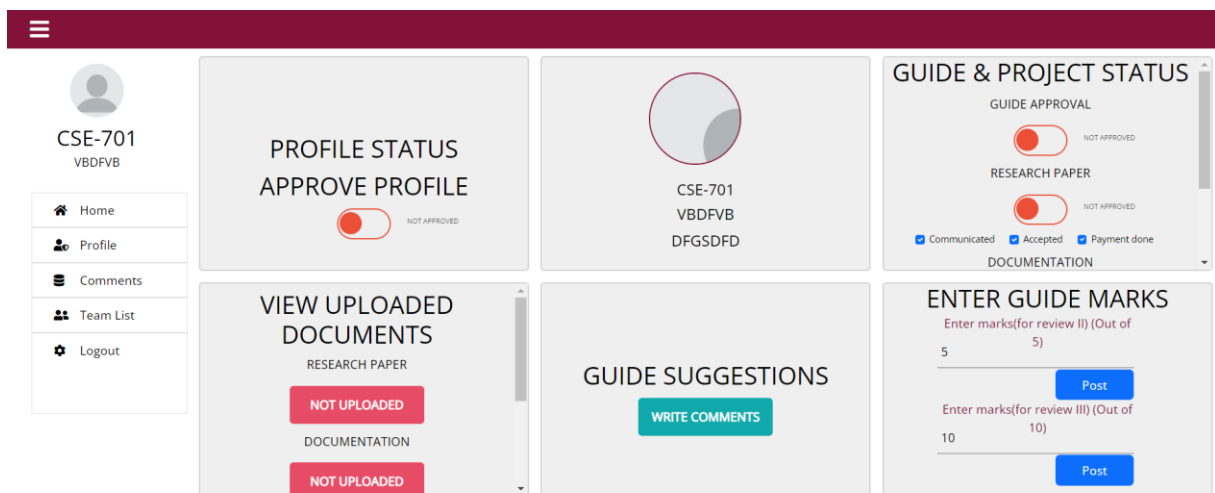 CSE-701
VBDFVB
Home
Profile
Comments
Team List
Logout
PROFILE STATUS
APPROVE PROFILE
NOT APPROVED
CSE-701
VBDFVB
DFGSDFD
GUIDE & PROJECT STATUS
GUIDE APPROVAL
NOT APPROVED
RESEARCH PAPER
NOT APPROVED
Communicated Accepted Payment done
DOCUMENTATION
VIEW UPLOADED
DOCUMENTS
RESEARCH PAPER
NOT UPLOADED
DOCUMENTATION
NOT UPLOADED
GUIDE SUGGESTIONS
WRITE COMMENTS
ENTER GUIDE MARKS
Enter marks(for review II) (Out of
5)
5
Post
Enter marks(for review III) (Out of
10)
10
Post